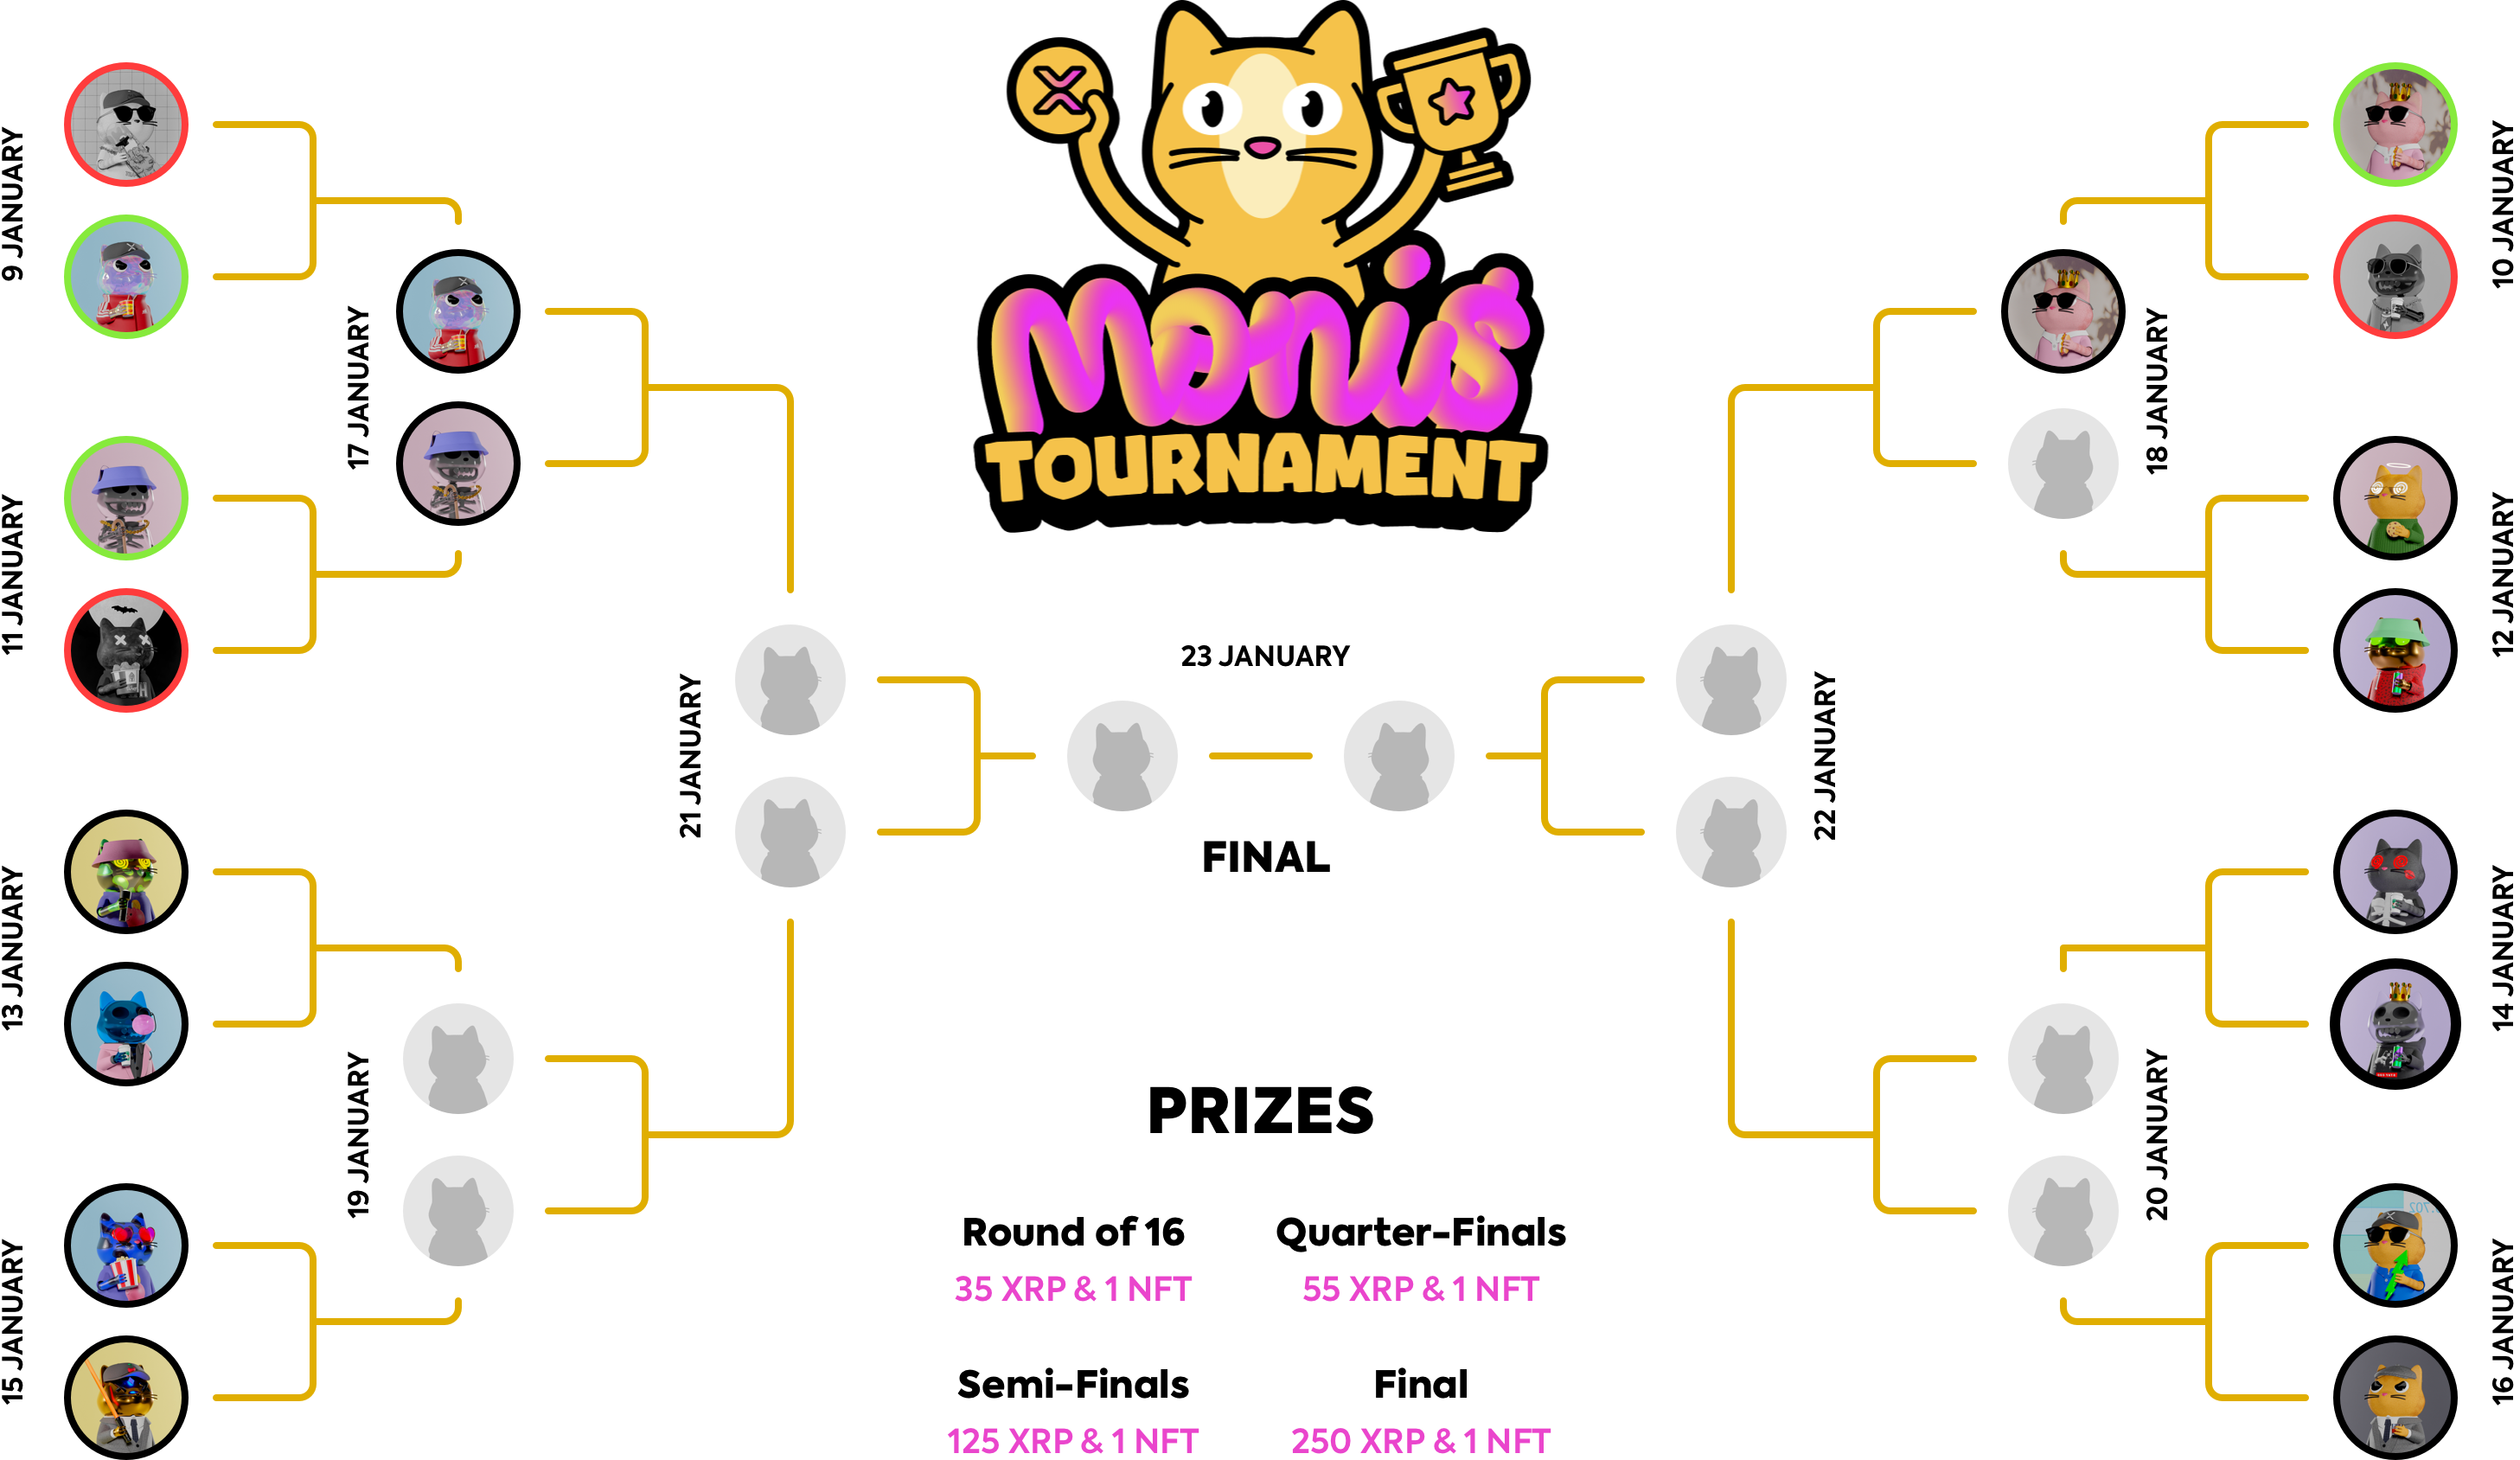 Monis
TOURNAMENT
9 JANUARY
11 JANUARY
13 JANUARY
15 JANUARY
17 JANUARY
19 JANUARY
21 JANUARY
23 JANUARY
FINAL
22 JANUARY
18 JANUARY
20 JANUARY
10 JANUARY
12 JANUARY
14 JANUARY
16 JANUARY
PRIZES
Round of 16
35 XRP & 1 NFT
Quarter-Finals
55 XRP & 1 NFT
Semi-Finals
125 XRP & 1 NFT
Final
250 XRP & 1 NFT